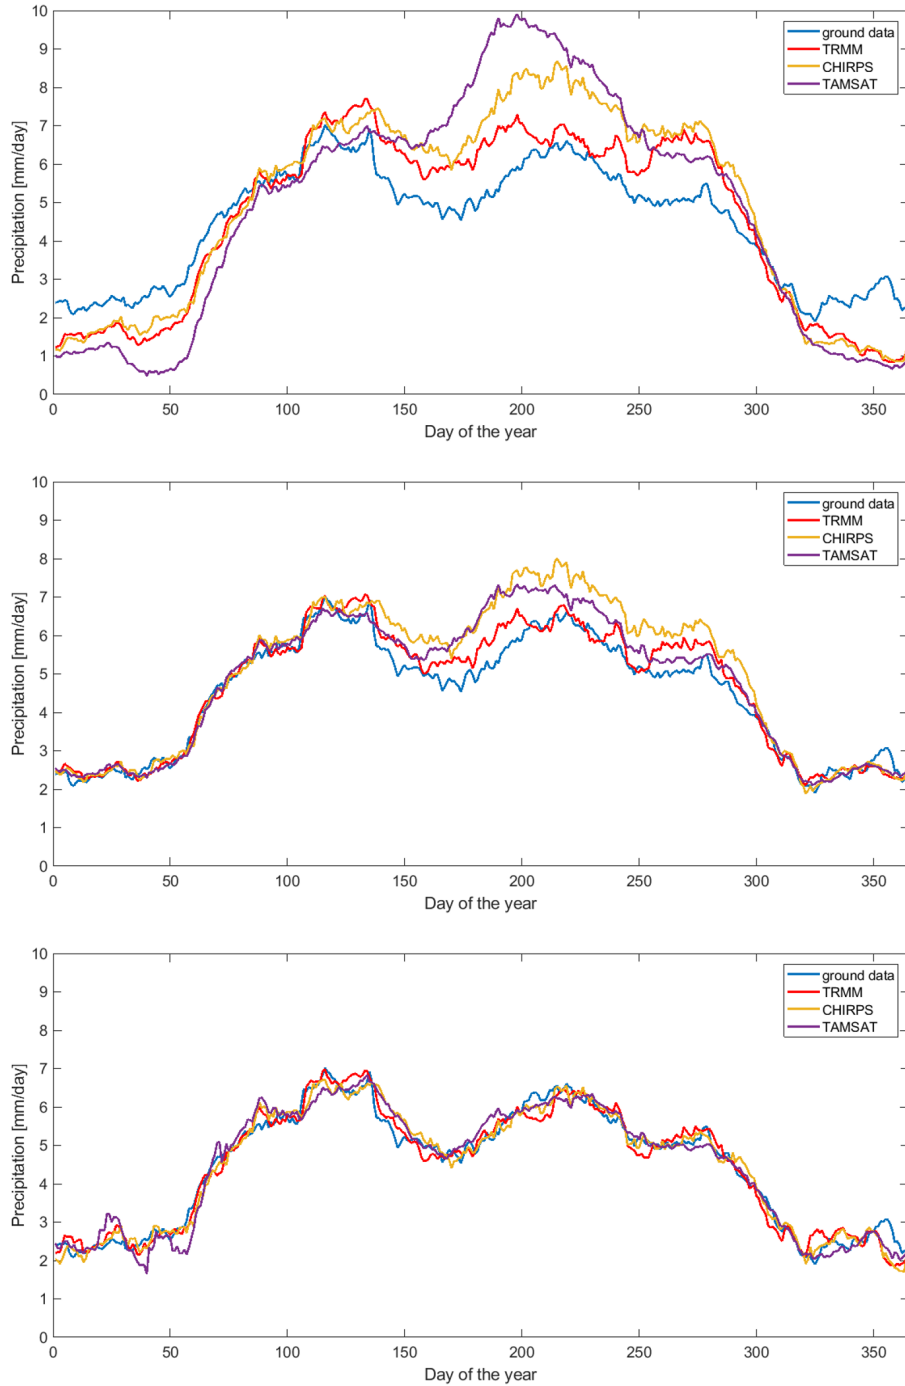 10
9
8
7
6
5
4
3
2
1
0
Precipitation [mm/day]
ground data
TRMM
CHIRPS
TAMSAT
0 50 100 150 200 250 300 350
Day of the year
10
9
8
7
6
5
4
3
2
1
0
Precipitation [mm/day]
ground data
TRMM
CHIRPS
TAMSAT
0 50 100 150 200 250 300 350
Day of the year
10
9
8
7
6
5
4
3
2
1
0
Precipitation [mm/day]
ground data
TRMM
CHIRPS
TAMSAT
0 50 100 150 200 250 300 350
Day of the year